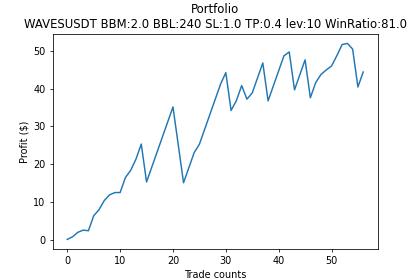 Portfolio
WAVESUSDT BBM:2.0 BBL:240 SL:1.0 TP:0.4 lev:10 WinRatio:81.0
Profit ($)
50
40
30
20
10
0
0 10 20 30 40 50
Trade counts